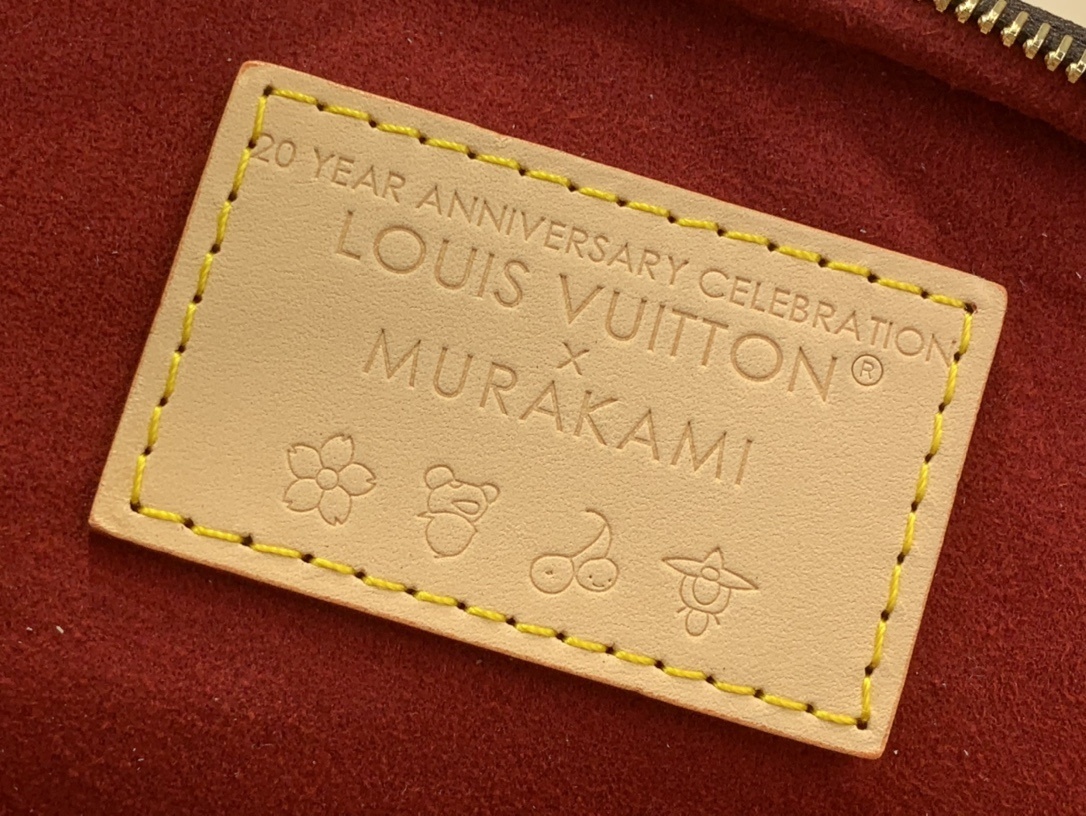 20 YEAR ANNIVERSARY CELEBRATION
LOUIS VUITTON®
X
MURAKAMI